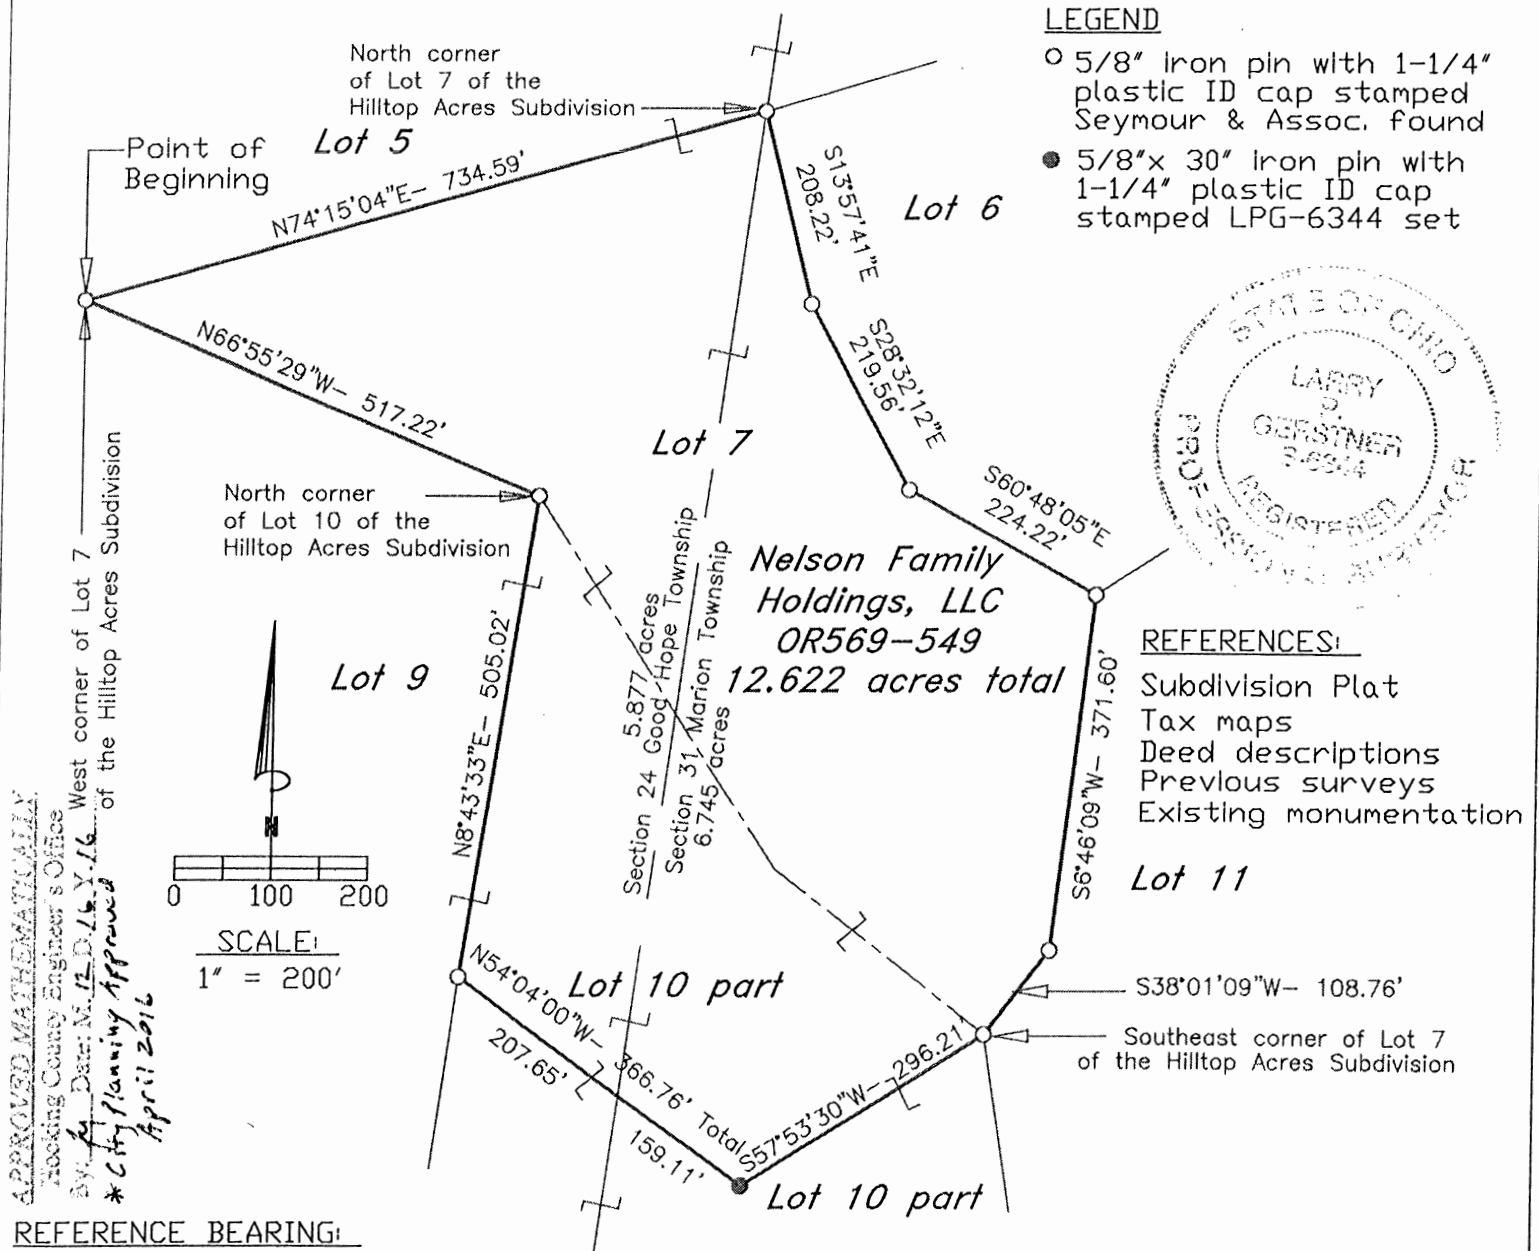 LEGEND
5/8" iron pin with 1-1/4"
plastic ID cap stamped
Seymour & Assoc. found
5/8"x 30" iron pin with
1-1/4" plastic ID cap
stamped LPG-6344 set
North corner
of Lot 7 of the
Hilltop Acres Subdivision
Point of
Beginning
Lot 5
N74°15'04"E- 734.59'
S13°57'41"E
208.22'
Lot 6
S28°32'12"E
219.56'
N66°55'29"W- 517.22'
Lot 7
S60°48'05"E
224.22'
STATE OF OHIO
LARRY
P.
GERSTNER
S-6344
REGISTERED
PROFESSIONAL SURVEYOR
North corner
of Lot 10 of the
Hilltop Acres Subdivision
West corner of Lot 7
of the Hilltop Acres Subdivision
Nelson Family
Holdings, LLC
OR569-549
12.622 acres total
5.877 acres
Section 24 Good Hope Township
Section 31 Marion Township
6.745 acres
Lot 9
N8°43'33"E- 505.02'
S6°46'09"W- 371.60'
REFERENCES:
Subdivision Plat
Tax maps
Deed descriptions
Previous surveys
Existing monumentation
Lot 11
N
0 100 200
SCALE:
1" = 200'
N54°04'00"W- 366.76' Total
207.65'
159.11'
Lot 10 part
S38°01'09"W- 108.76'
Southeast corner of Lot 7
of the Hilltop Acres Subdivision
S57°53'30"W- 296.21'
Lot 10 part
APPROVED MATHEMATICALLY
Hocking County Engineer's Office
By: Date: M.12.D.16.Y.16
* City Planning Approved
April 2016
REFERENCE BEARING: